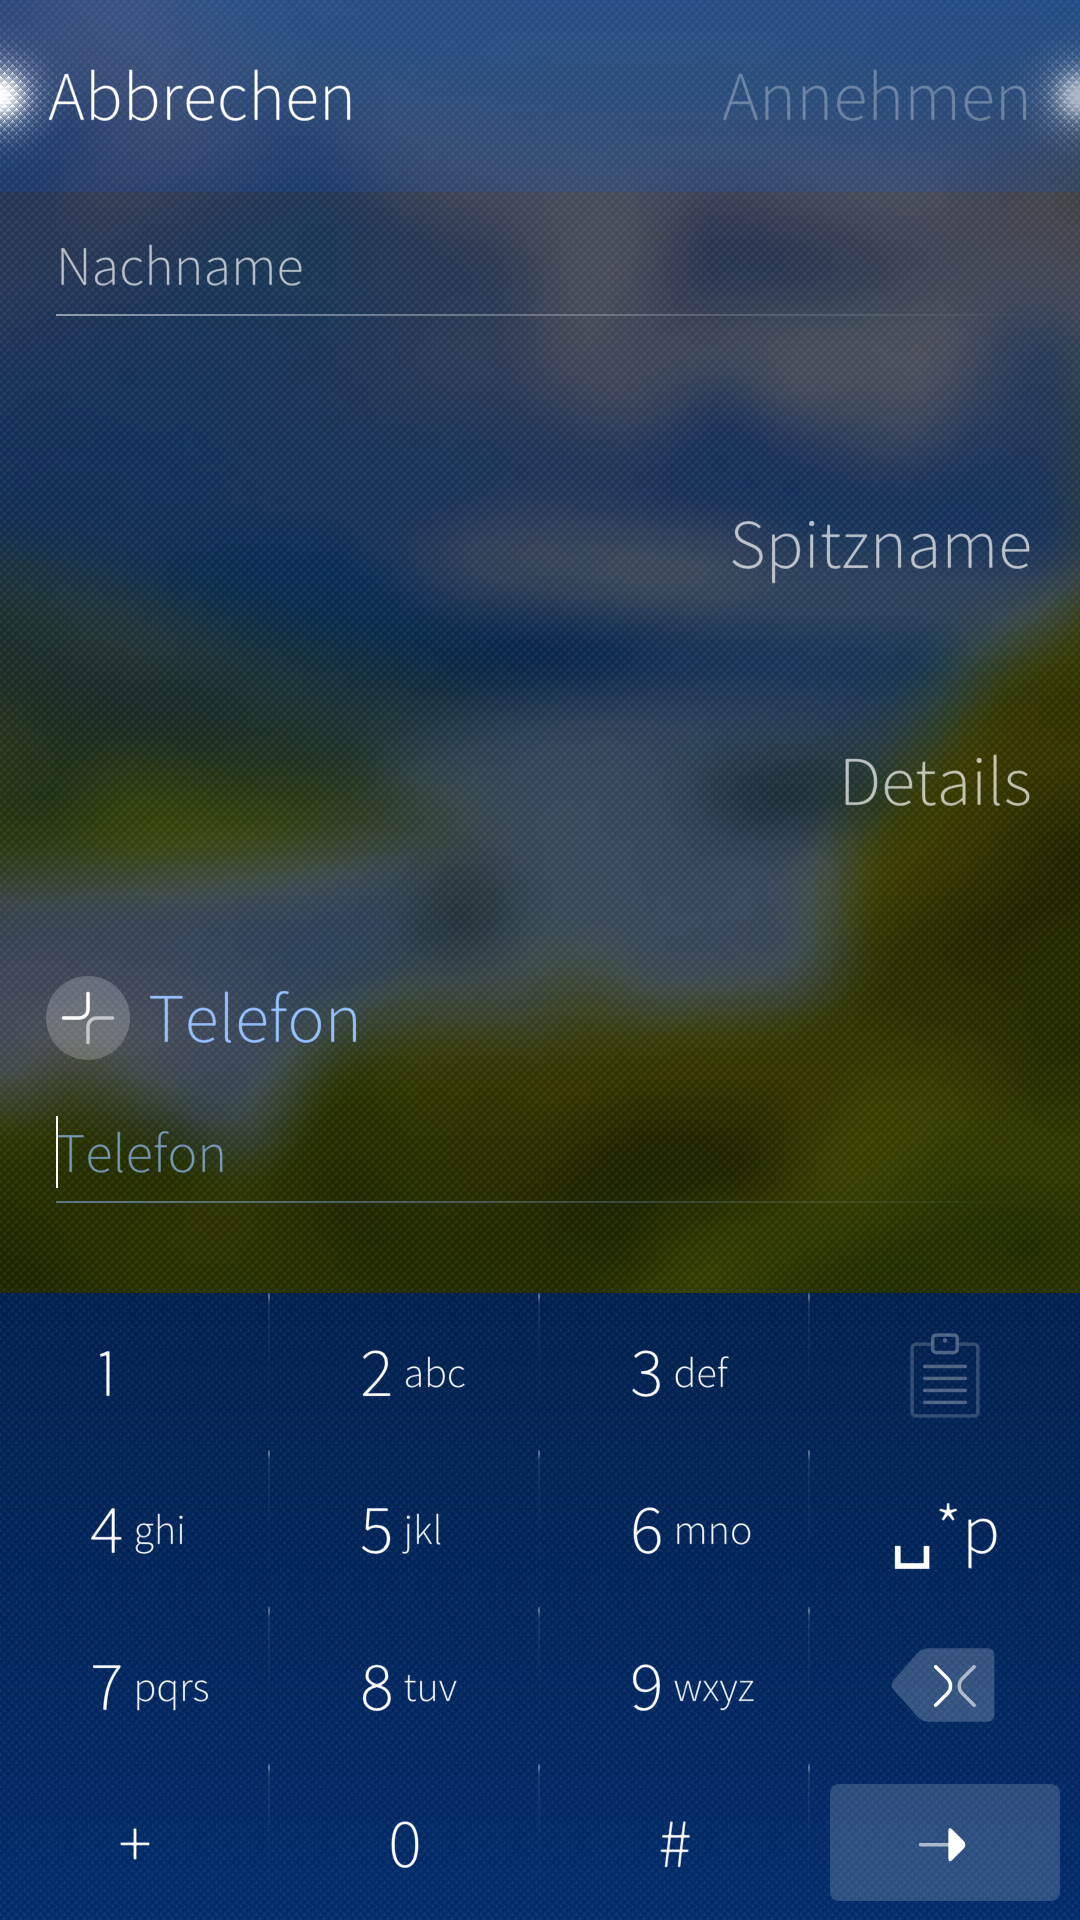 Abbrechen Annehmen
Nachname
Spitzname
Details
Telefon
Telefon
1 2 abc 3 def
4 ghi 5 jkl 6 mno *p
7 pqrs 8 tuv 9 wxyz
+ 0 #